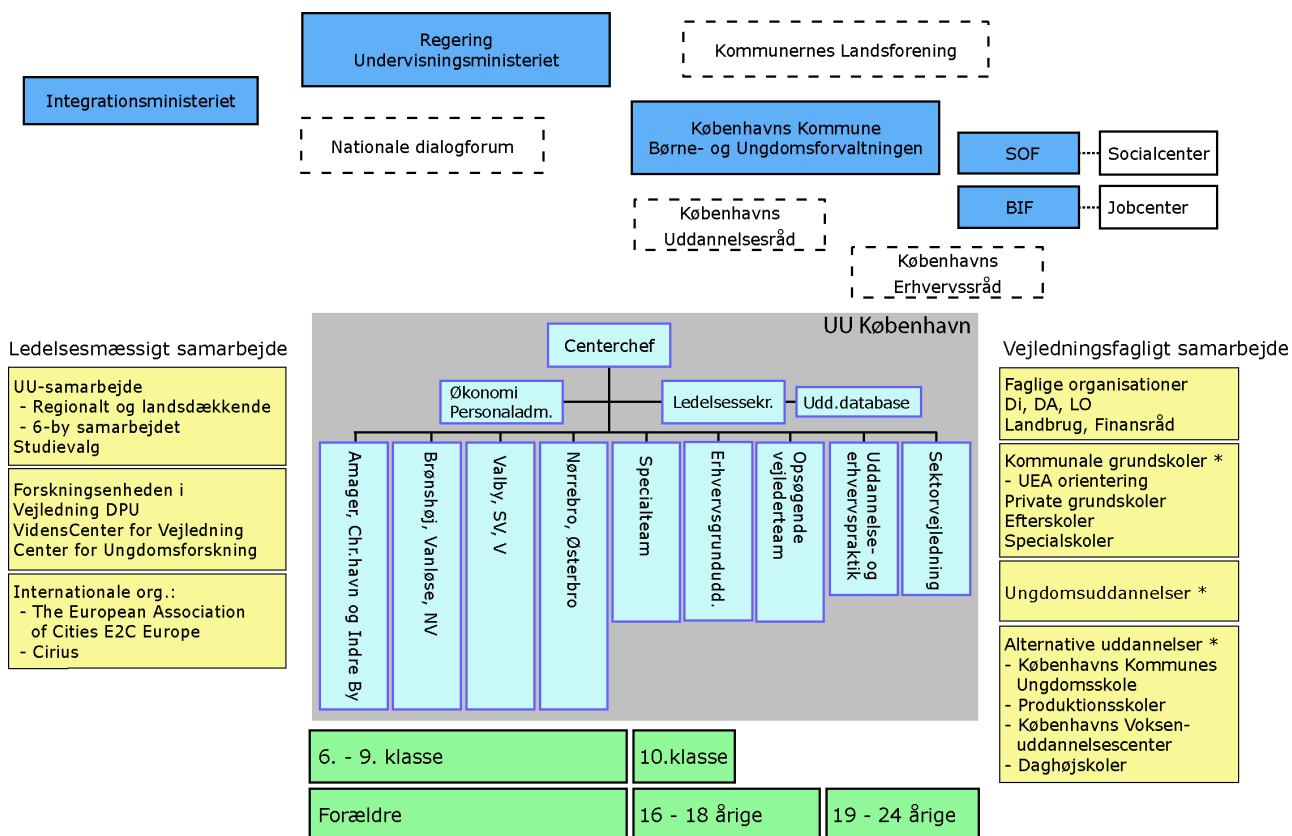 Regering
Undervisningsministeriet
Kommunernes Landsforening
Integrationsministeriet
Nationale dialogforum
Københavns Kommune
Børne- og Ungdomsforvaltningen
SOF
Socialcenter
BIF
Jobcenter
Københavns
Uddannelsesråd
Københavns
Erhvervssråd
UU København
Centerchef
Økonomi
Personaladm.
Ledelsessekr.
Udd.database
Amager, Chr.havn og Indre By
Brønshøj, Vanløse, NV
Valby, SV, V
Nørrebro, Østerbro
Specialteam
Erhvervsgrundudd.
Opsøgende
vejlederteam
Uddannelse- og
erhvervspraktik
Sektorvejledning
Ledelsesmæssigt samarbejde
UU-samarbejde
- Regionalt og landsdækkende
- 6-by samarbejdet
Studievalg
Forskningsenheden i
Vejledning DPU
VidensCenter for Vejledning
Center for Ungdomsforskning
Internationale org.:
- The European Association
of Cities E2C Europe
- Cirius
Vejledningsfagligt samarbejde
Faglige organisationer
Di, DA, LO
Landbrug, Finansråd
Kommunale grundskoler *
- UEA orientering
Private grundskoler
Efterskoler
Specialskoler
Ungdomsuddannelser *
Alternative uddannelser *
- Københavns Kommunes
Ungdomsskole
- Produktionsskoler
- Københavns Voksen-
uddannelsescenter
- Daghøjskoler
6. - 9. klasse
10.klasse
Forældre
16 - 18 årige
19 - 24 årige